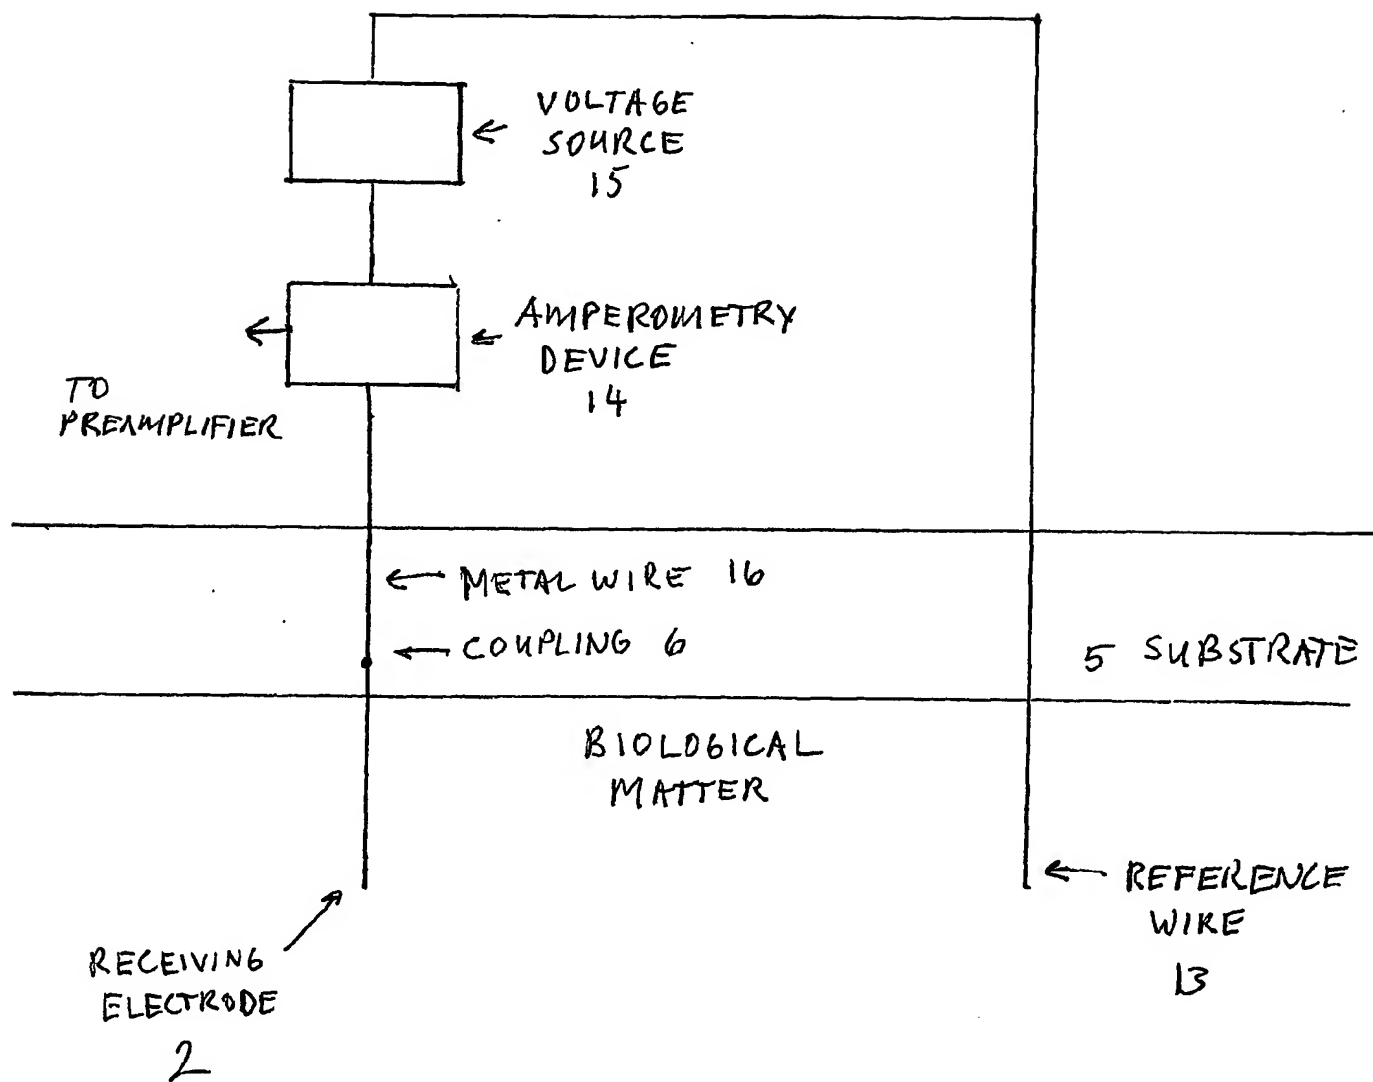 VOLTAGE
SOURCE
15
AMPEROMETRY
DEVICE
14
TO
PREAMPLIFIER
METAL WIRE 16
COUPLING 6
5 SUBSTRATE
BIOLOGICAL
MATTER
REFERENCE
WIRE
13
RECEIVING
ELECTRODE
2